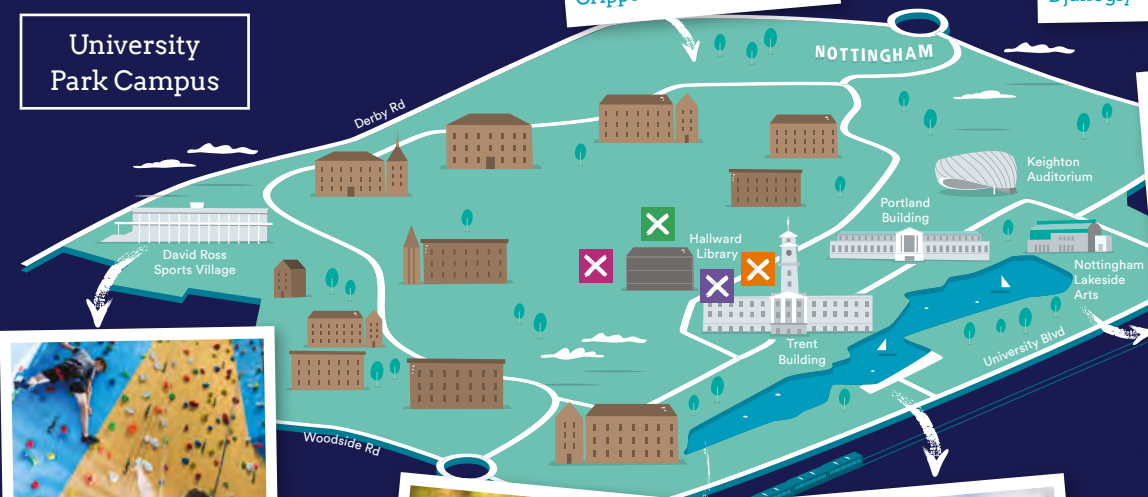 University
Park Campus
NOTTINGHAM
Derby Rd
Keighton
Auditorium
Portland
Building
Hallward
Library
David Ross
Sports Village
Nottingham
Lakeside
Arts
Trent
Building
University Blvd
Woodside Rd